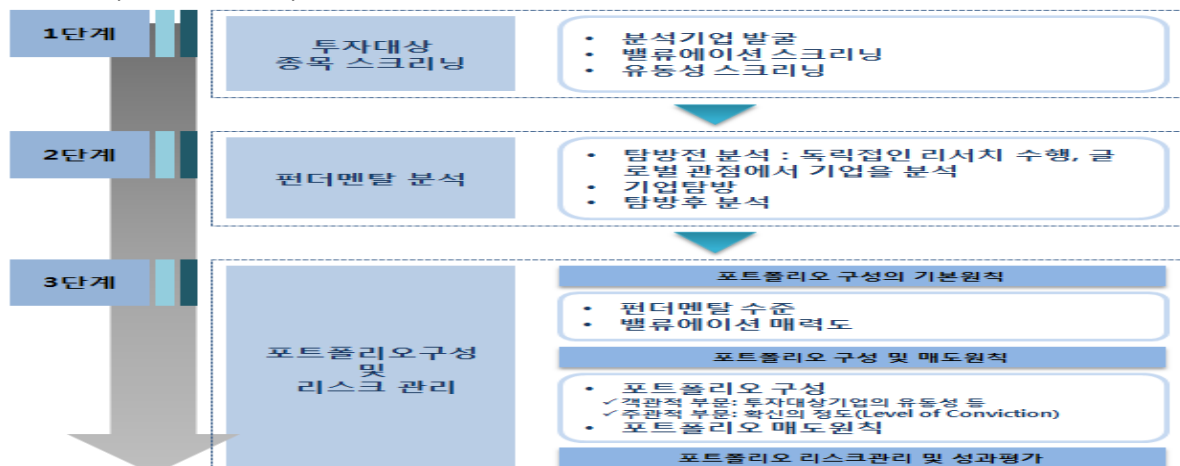 1단계
투자대상
종목 스크리닝
• 분석기업 발굴
• 밸류에이션 스크리닝
• 유동성 스크리닝
2단계
펀더멘탈 분석
• 탐방전 분석 : 독립접인 리서치 수행, 글
로벌 관점에서 기업을 분석
• 기업탐방
• 탐방후 분석
3단계
포트폴리오구성
및
리스크 관리
포트폴리오 구성의 기본원칙
• 펀더멘탈 수준
• 밸류에이션 매력도
포트폴리오 구성 및 매도원칙
• 포트폴리오 구성
✓객관적 부문: 투자대상기업의 유동성 등
✓주관적 부문: 확신의 정도(Level of Conviction)
• 포트폴리오 매도원칙
포트폴리오 리스크관리 및 성과평가